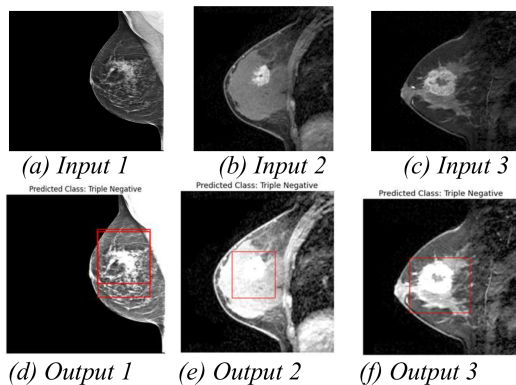 (a) Input 1
(b) Input 2
(c) Input 3
Predicted Class: Triple Negative
Predicted Class: Triple Negative
Predicted Class: Triple Negative
(d) Output 1
(e) Output 2
(f) Output 3